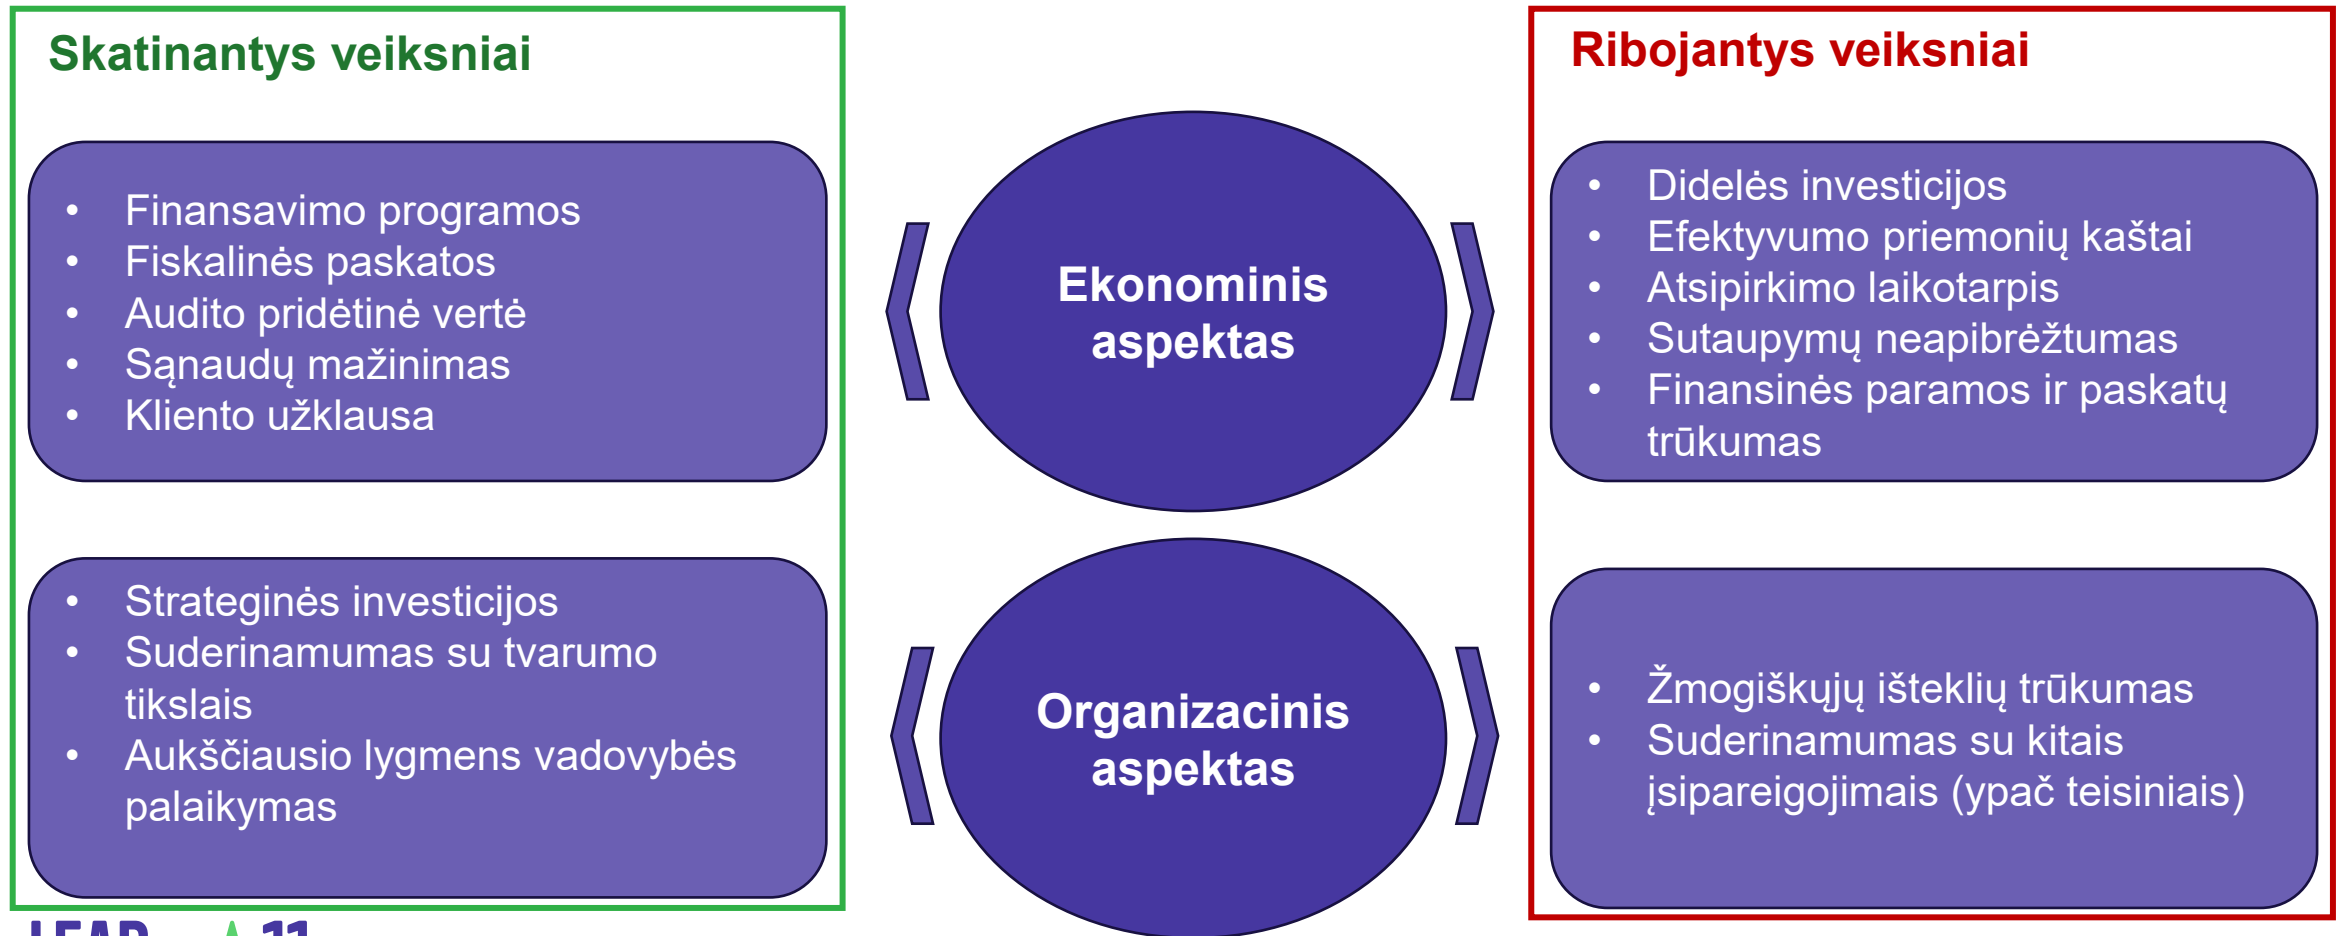 Skatinantys veiksniai
• Finansavimo programos
• Fiskalinės paskatos
• Audito pridėtinė vertė
• Sąnaudų mažinimas
• Kliento užklausa
• Strateginės investicijos
• Suderinamumas su tvarumo
tikslais
• Aukščiausio lygmens vadovybės
palaikymas
Ekonominis
aspektas
Organizacinis
aspektas
Ribojantys veiksniai
• Didelės investicijos
• Efektyvumo priemonių kaštai
• Atsipirkimo laikotarpis
• Sutaupymų neapibrėžtumas
• Finansinės paramos ir paskatų
trūkumas
• Žmogiškųjų išteklių trūkumas
• Suderinamumas su kitais
įsipareigojimais (ypač teisiniais)